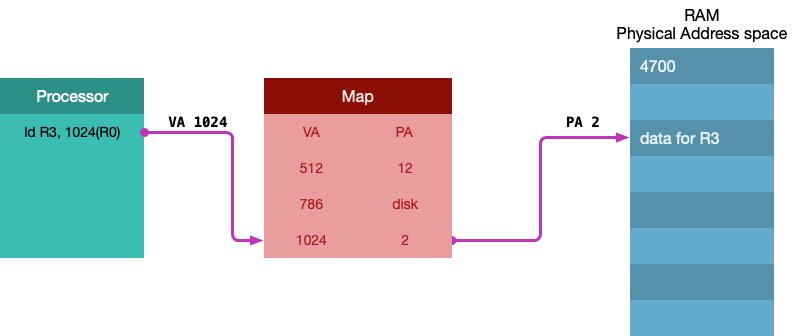 RAM
Physical Address space
4700
Processor
Map
ld R3, 1024(R0)
VA 1024
VA PA
PA 2
data for R3
512 12
786 disk
1024 2